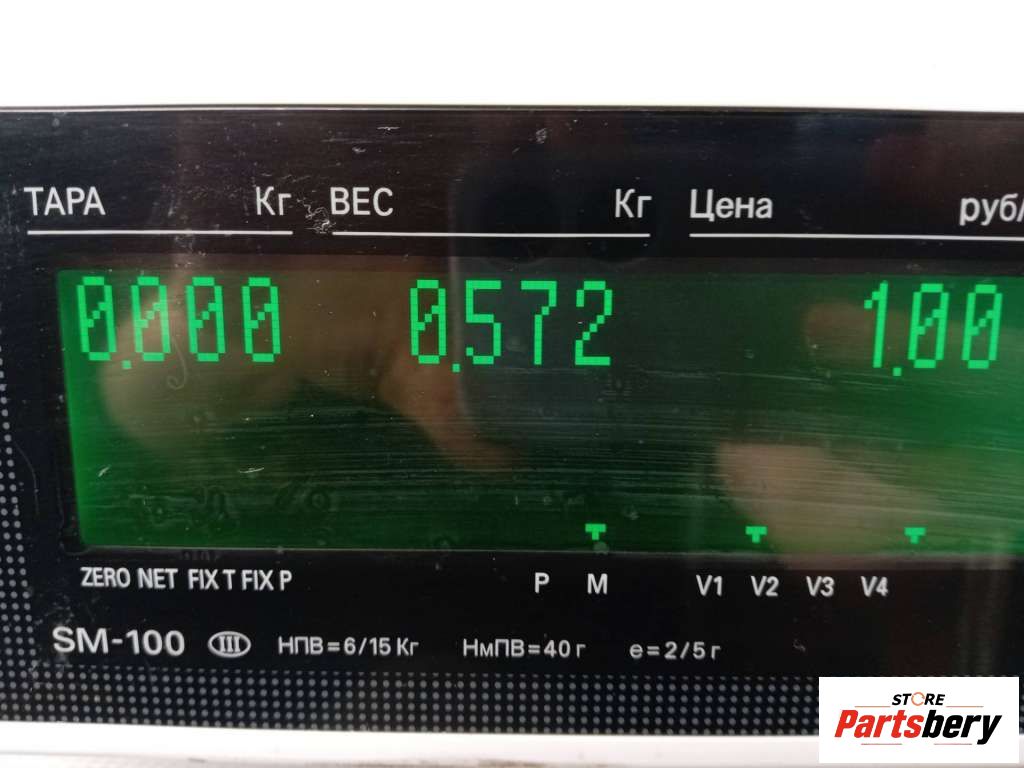 ТАРА Кг ВЕС Кг Цена руб/
0.000 0.572 1.00
ZERO NET FIX T FIX P P M V1 V2 V3 V4
SM-100 III НПВ=6/15 Кг НмПВ=40 г e=2/5 г
STORE
Partsbery